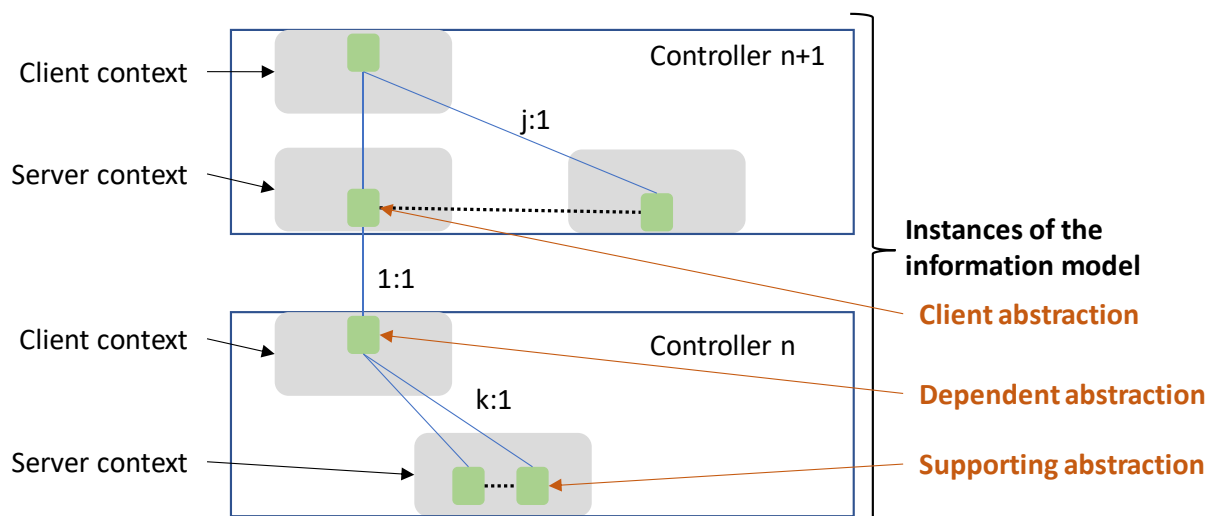 Controller n+1
Client context
j:1
Server context
Instances of the
information model
1:1
Client abstraction
Client context
Controller n
Dependent abstraction
k:1
Server context
Supporting abstraction